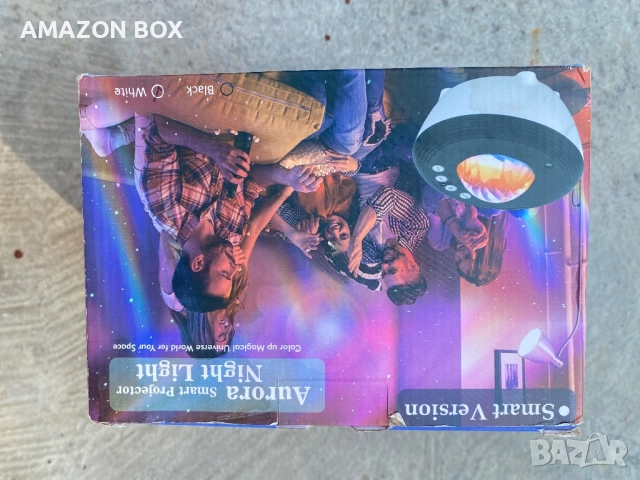 AMAZON BOX
Aurora Smart Projector
Night Light
Color up Magical Universe World for Your Space
Smart Version
Black
White
BAZAR